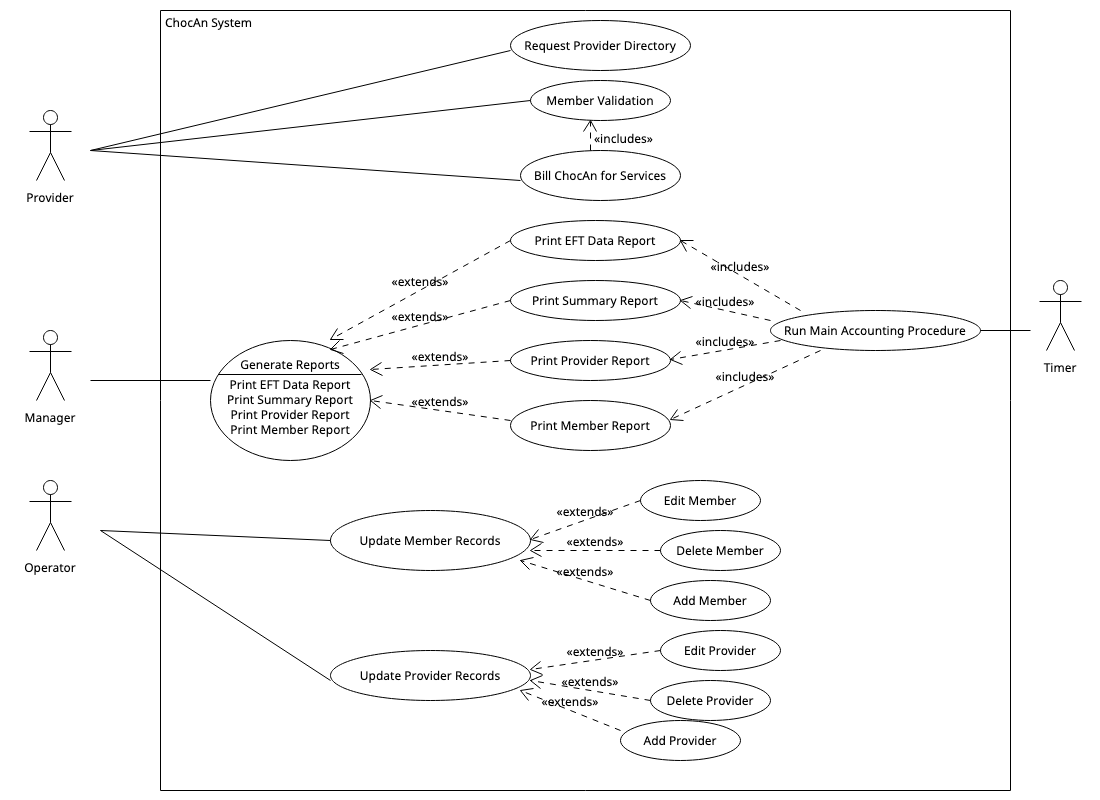 ChocAn System
Request Provider Directory
Member Validation
«includes»
Bill ChocAn for Services
Provider
Print EFT Data Report
«includes»
«extends»
Print Summary Report
«includes»
«extends»
Run Main Accounting Procedure
«includes»
Print Provider Report
«extends»
Timer
Generate Reports
Print EFT Data Report
Print Summary Report
Print Provider Report
Print Member Report
«includes»
«extends»
Manager
Print Member Report
Edit Member
«extends»
Update Member Records
«extends»
Delete Member
Operator
«extends»
Add Member
Edit Provider
«extends»
Update Provider Records
«extends»
Delete Provider
«extends»
Add Provider